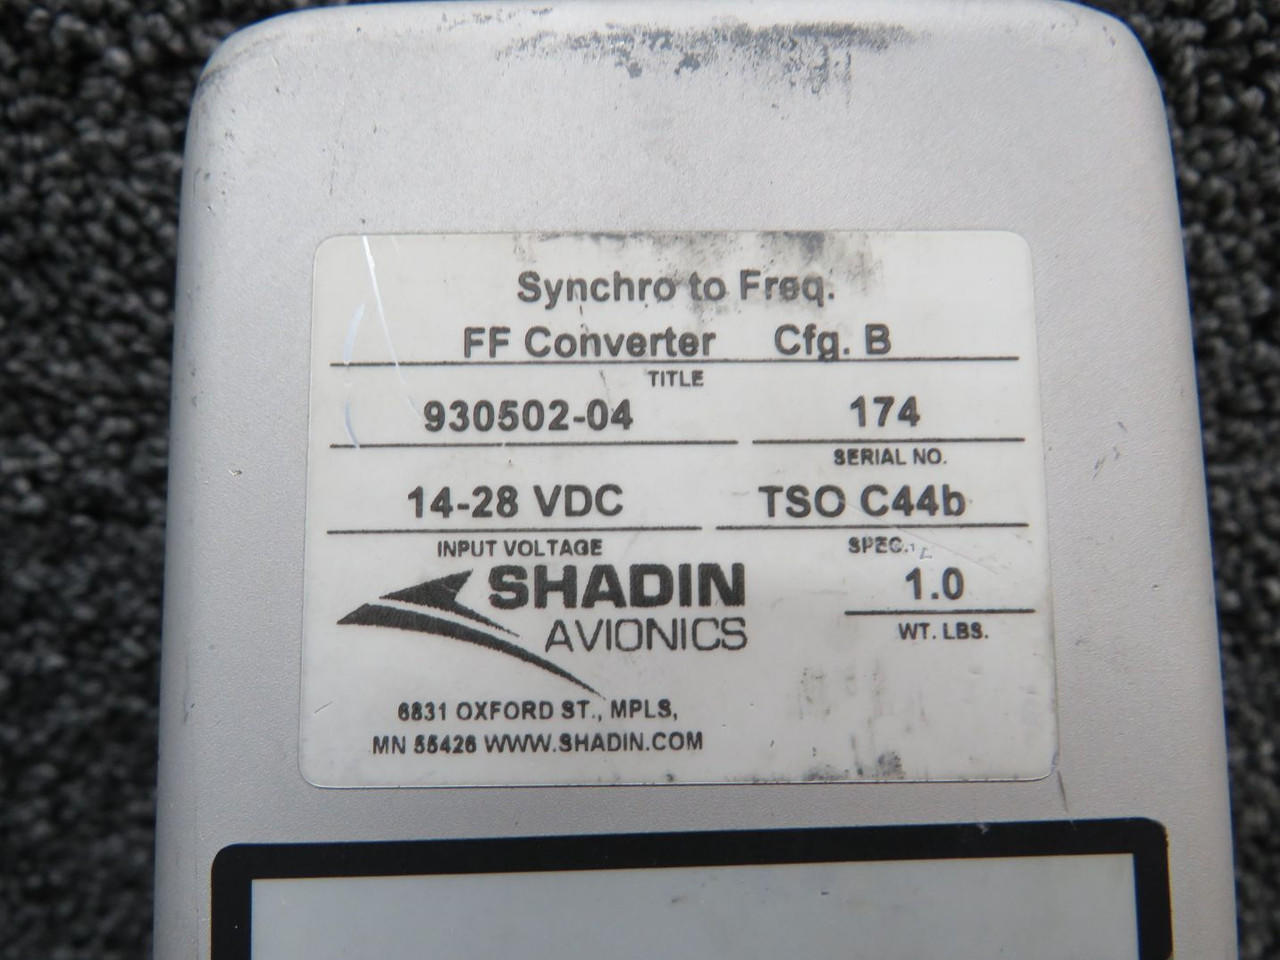 Synchro to Freq.
FF Converter Cfg. B
TITLE
930502-04 174
SERIAL NO.
14-28 VDC TSO C44b
INPUT VOLTAGE SPEC.
SHADIN 1.0
AVIONICS WT. LBS.
6831 OXFORD ST., MPLS,
MN 55426 WWW.SHADIN.COM